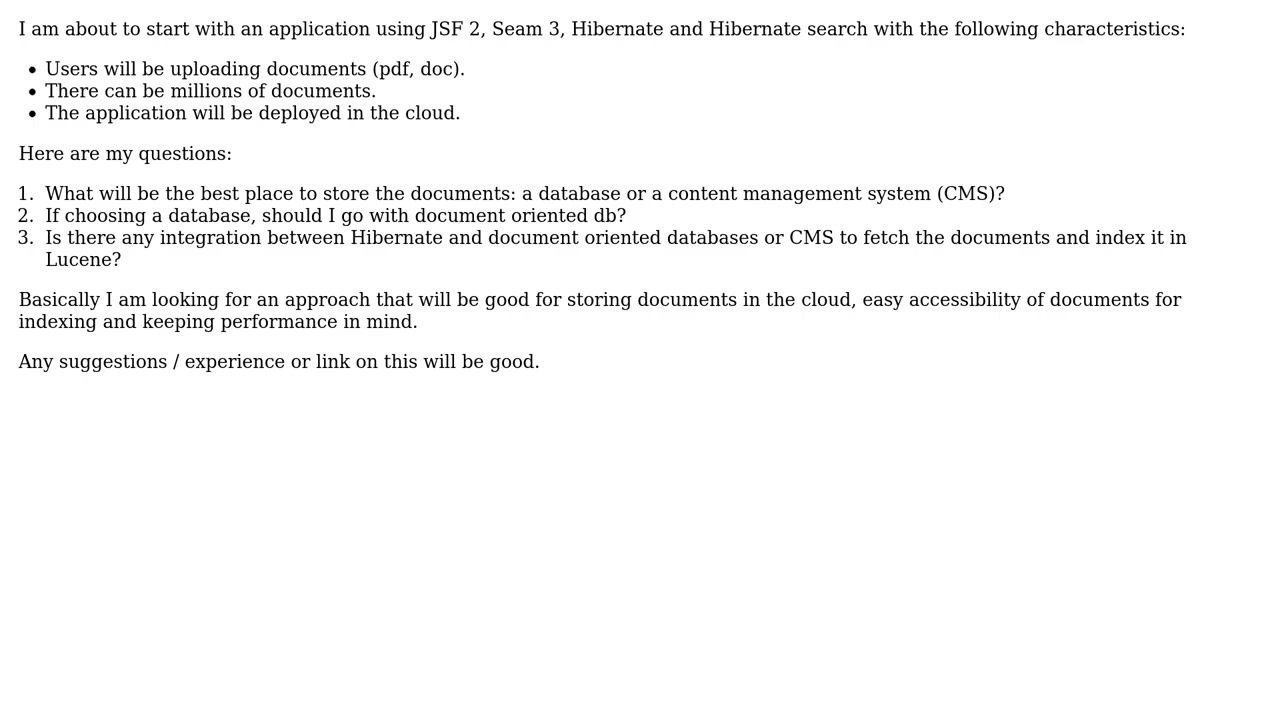 I am about to start with an application using JSF 2, Seam 3, Hibernate and Hibernate search with the following characteristics:
• Users will be uploading documents (pdf, doc).
• There can be millions of documents.
• The application will be deployed in the cloud.
Here are my questions:
1. What will be the best place to store the documents: a database or a content management system (CMS)?
2. If choosing a database, should I go with document oriented db?
3. Is there any integration between Hibernate and document oriented databases or CMS to fetch the documents and index it in
Lucene?
Basically I am looking for an approach that will be good for storing documents in the cloud, easy accessibility of documents for
indexing and keeping performance in mind.
Any suggestions / experience or link on this will be good.